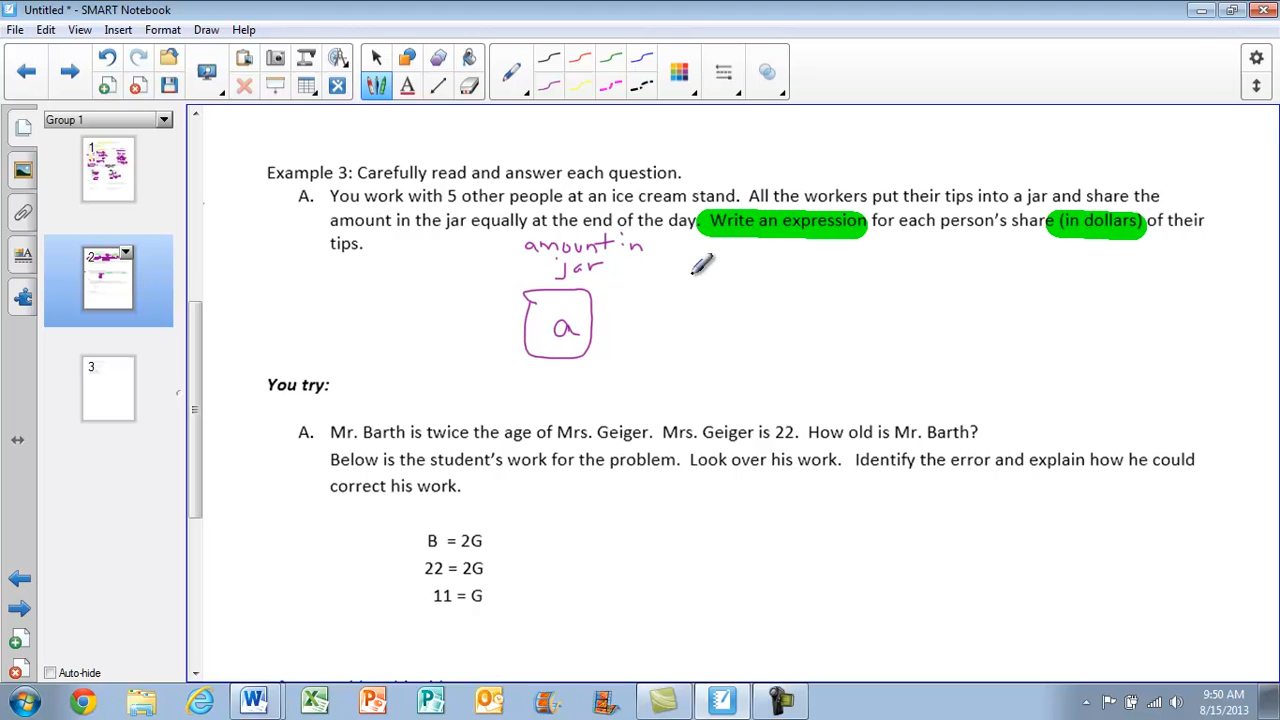 Untitled * - SMART Notebook
File Edit View Insert Format Draw Help
Group 1
1
2
3
Example 3: Carefully read and answer each question.
A. You work with 5 other people at an ice cream stand. All the workers put their tips into a jar and share the
amount in the jar equally at the end of the day. Write an expression for each person's share (in dollars) of their
tips.
amount in
jar
a
You try:
A. Mr. Barth is twice the age of Mrs. Geiger. Mrs. Geiger is 22. How old is Mr. Barth?
Below is the student's work for the problem. Look over his work. Identify the error and explain how he could
correct his work.
B = 2G
22 = 2G
11 = G
Auto-hide
9:50 AM
8/15/2013